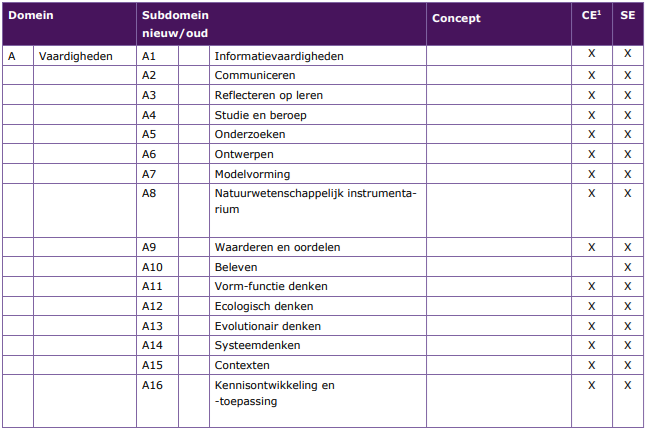 Domein Subdomein nieuw/oud Concept CE¹ SE
A Vaardigheden A1 Informatievaardigheden X X
A2 Communiceren X X
A3 Reflecteren op leren X X
A4 Studie en beroep X X
A5 Onderzoeken X X
A6 Ontwerpen X X
A7 Modelvorming X X
A8 Natuurwetenschappelijk instrumenta- X X
rium
A9 Waarderen en oordelen X X
A10 Beleven X
A11 Vorm-functie denken X X
A12 Ecologisch denken X X
A13 Evolutionair denken X X
A14 Systeemdenken X X
A15 Contexten X X
A16 Kennisontwikkeling en X X
-toepassing